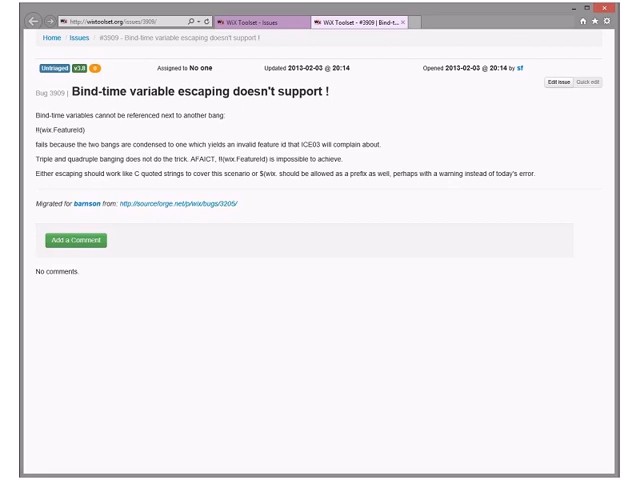 http://wixtoolset.org/issues/3909/
WiX Toolset - Issues
WiX Toolset - #3909 | Bind-t...
Home / Issues / #3909 - Bind-time variable escaping doesn't support !
Untriaged v3.8 0 Assigned to No one Updated 2013-02-03 @ 20:14 Opened 2013-02-03 @ 20:14 by sf
Edit issue Quick edit
Bug 3909 | Bind-time variable escaping doesn't support !
Bind-time variables cannot be referenced next to another bang:
!!(wix.FeatureId)
fails because the two bangs are condensed to one which yields an invalid feature id that ICE03 will complain about.
Triple and quadruple banging does not do the trick. AFAICT, !!(wix.FeatureId) is impossible to achieve.
Either escaping should work like C quoted strings to cover this scenario or $(wix. should be allowed as a prefix as well, perhaps with a warning instead of today's error.
Migrated for barnson from: http://sourceforge.net/p/wix/bugs/3205/
Add a Comment
No comments